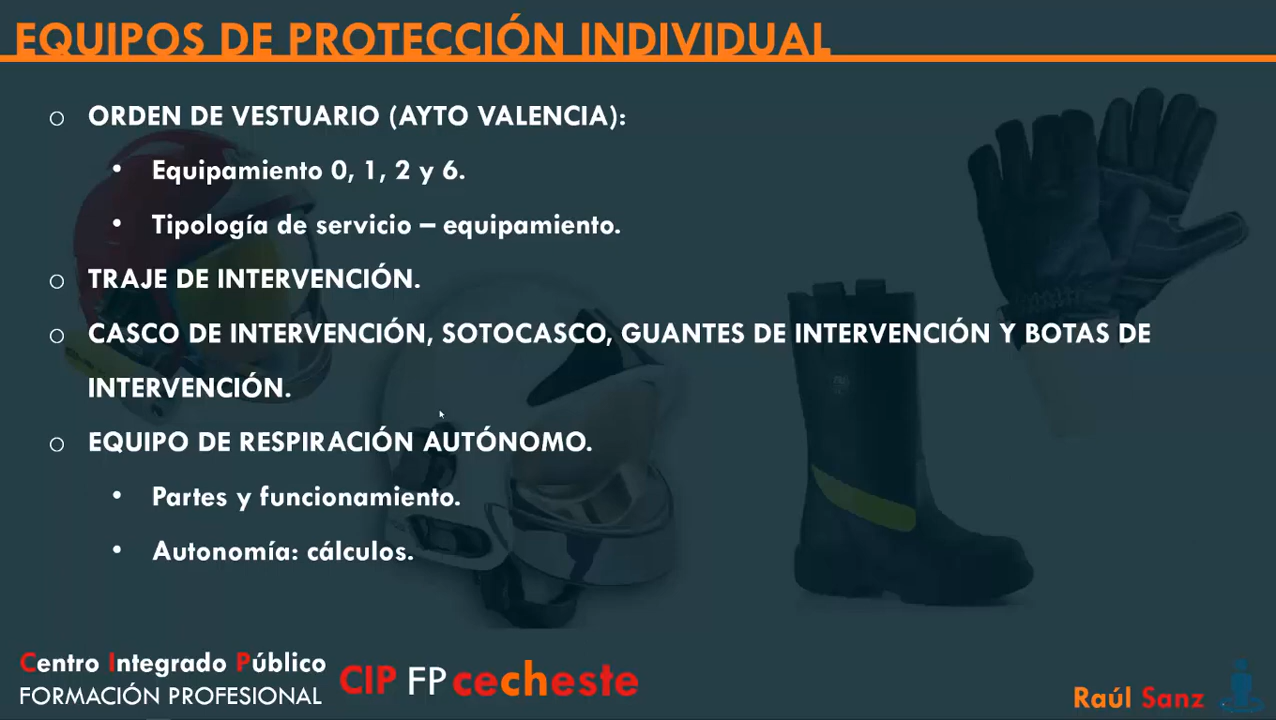 EQUIPOS DE PROTECCIÓN INDIVIDUAL
o ORDEN DE VESTUARIO (AYTO VALENCIA):
• Equipamiento 0, 1, 2 y 6.
• Tipología de servicio – equipamiento.
o TRAJE DE INTERVENCIÓN.
o CASCO DE INTERVENCIÓN, SOTOCASCO, GUANTES DE INTERVENCIÓN Y BOTAS DE
INTERVENCIÓN.
o EQUIPO DE RESPIRACIÓN AUTÓNOMO.
• Partes y funcionamiento.
• Autonomía: cálculos.
Centro Integrado Público
FORMACIÓN PROFESIONAL
CIP FP cecheste
Raúl Sanz